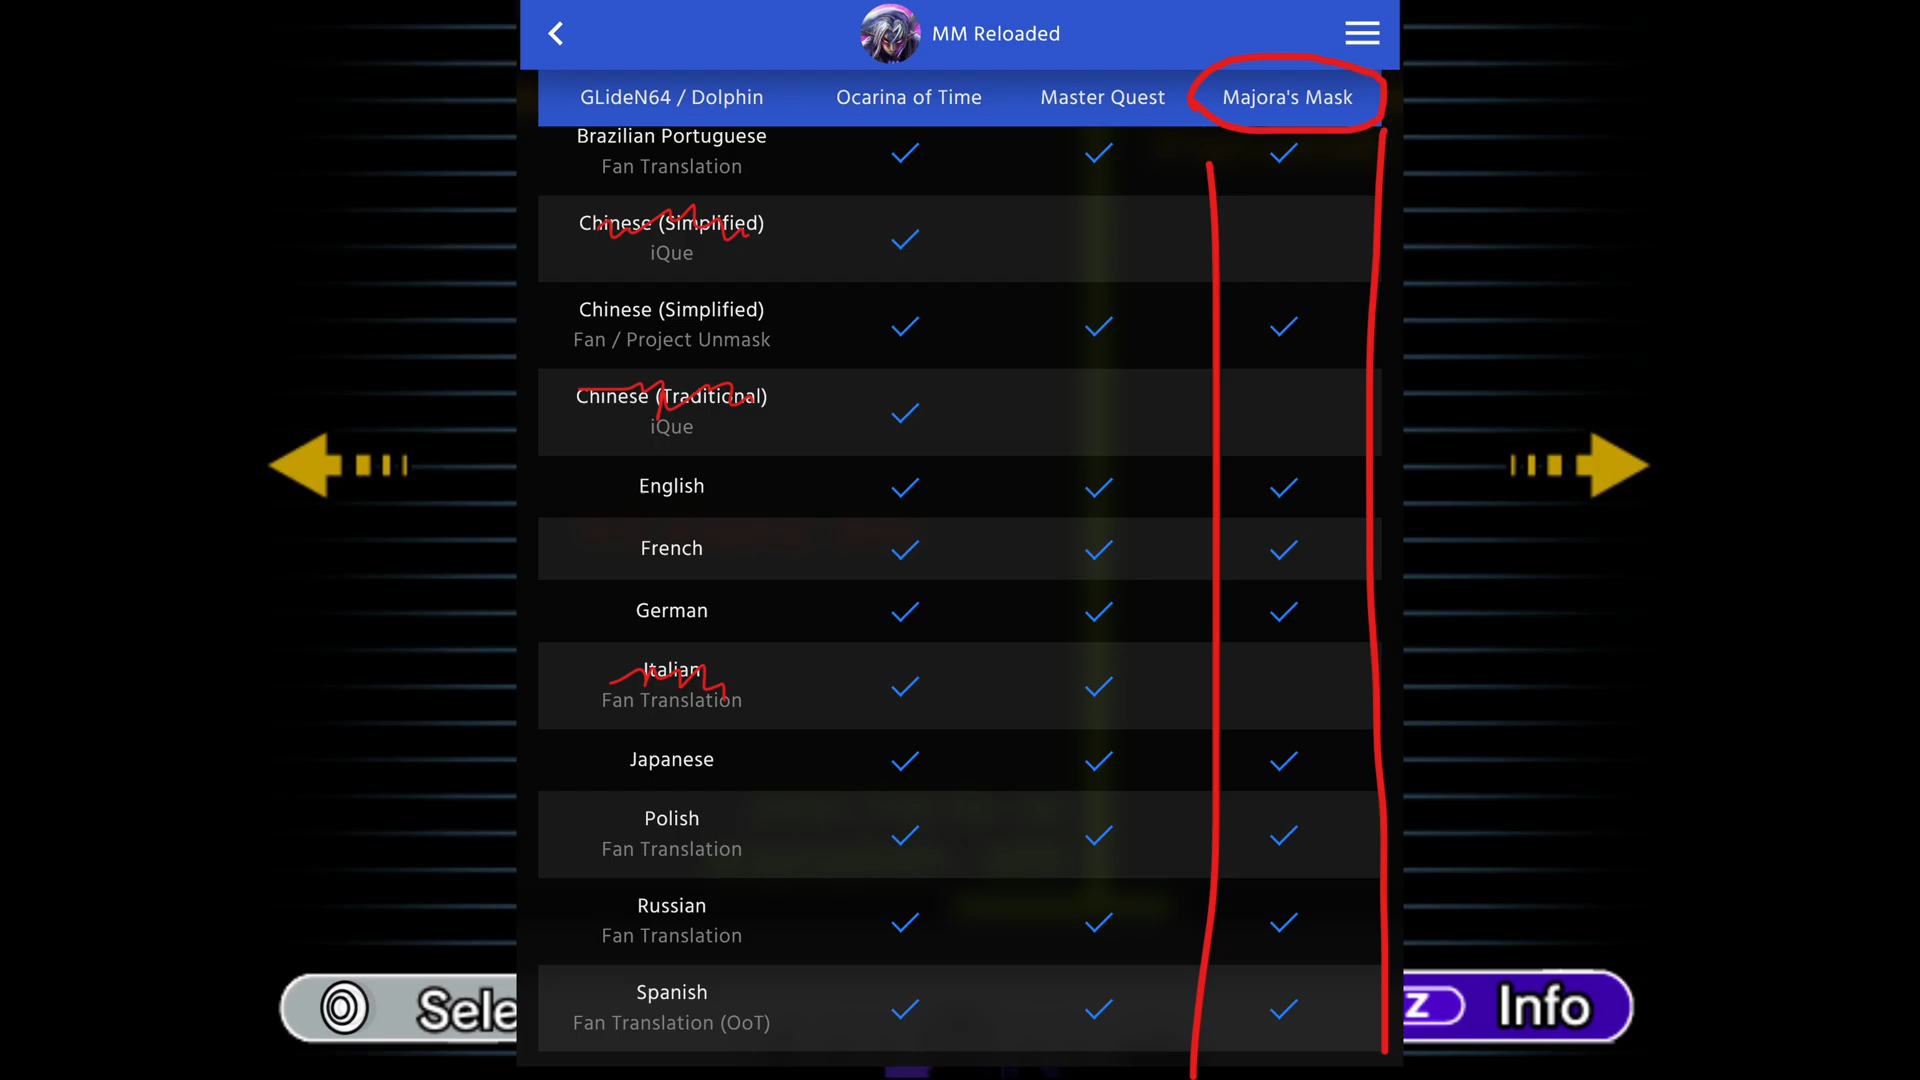 MM Reloaded
GLideN64 / Dolphin Ocarina of Time Master Quest Majora's Mask
Brazilian Portuguese
Fan Translation
Chinese (Simplified)
iQue
Chinese (Simplified)
Fan / Project Unmask
Chinese (Traditional)
iQue
English
French
German
Italian
Fan Translation
Japanese
Polish
Fan Translation
Russian
Fan Translation
Spanish
Fan Translation (OoT)
Sele
Z Info